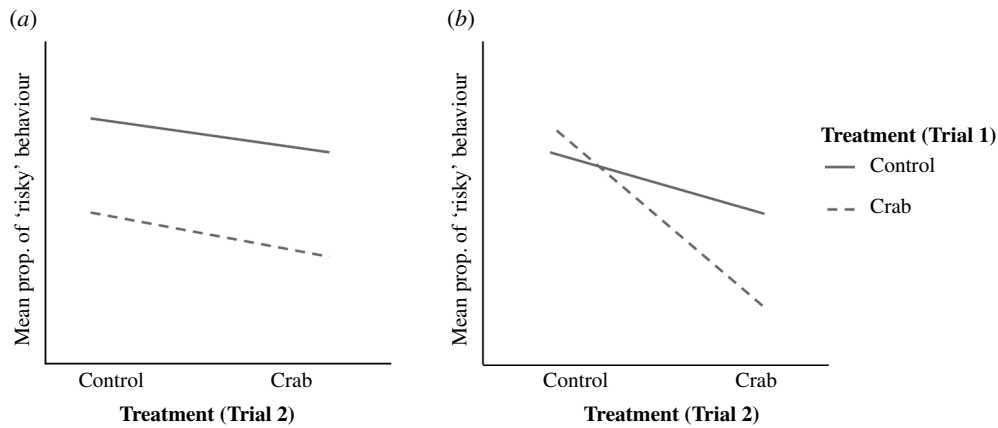 (a)
Mean prop. of ‘risky’ behaviour
Control
Crab
Treatment (Trial 2)
(b)
Mean prop. of ‘risky’ behaviour
Control
Crab
Treatment (Trial 2)
Treatment (Trial 1)
Control
Crab